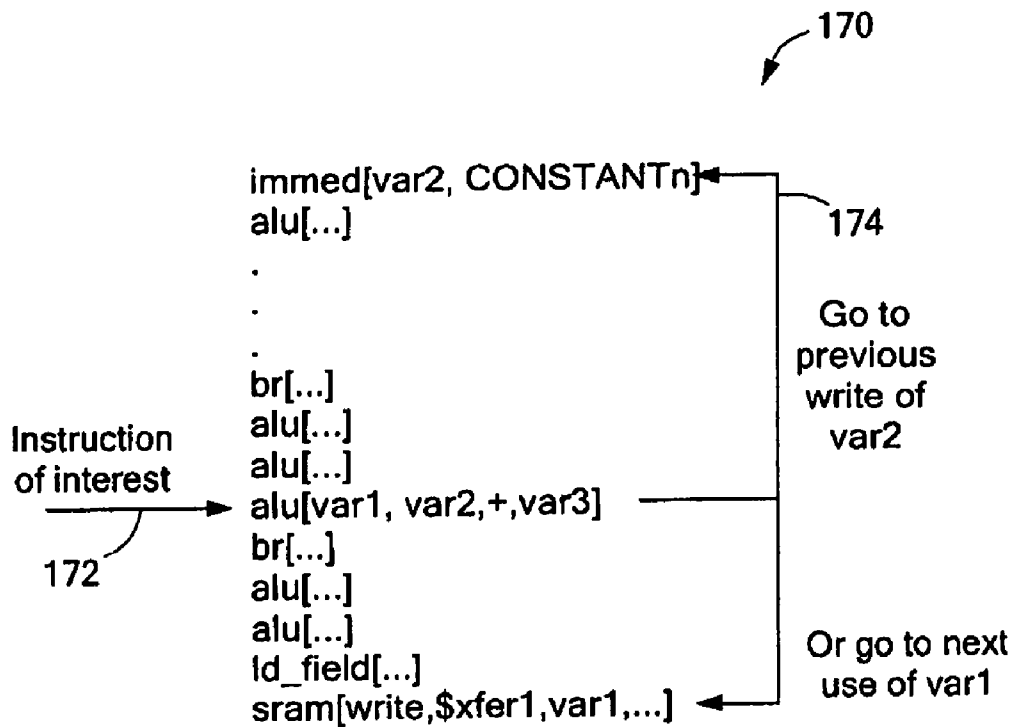 170
immed[var2, CONSTANTn]
alu[...]
174
.
.
.
Go to
previous
write of
var2
br[...]
alu[...]
alu[...]
Instruction
of interest
alu[var1, var2,+,var3]
172
br[...]
alu[...]
alu[...]
ld_field[...]
sram[write,$xfer1,var1,...]
Or go to next
use of var1